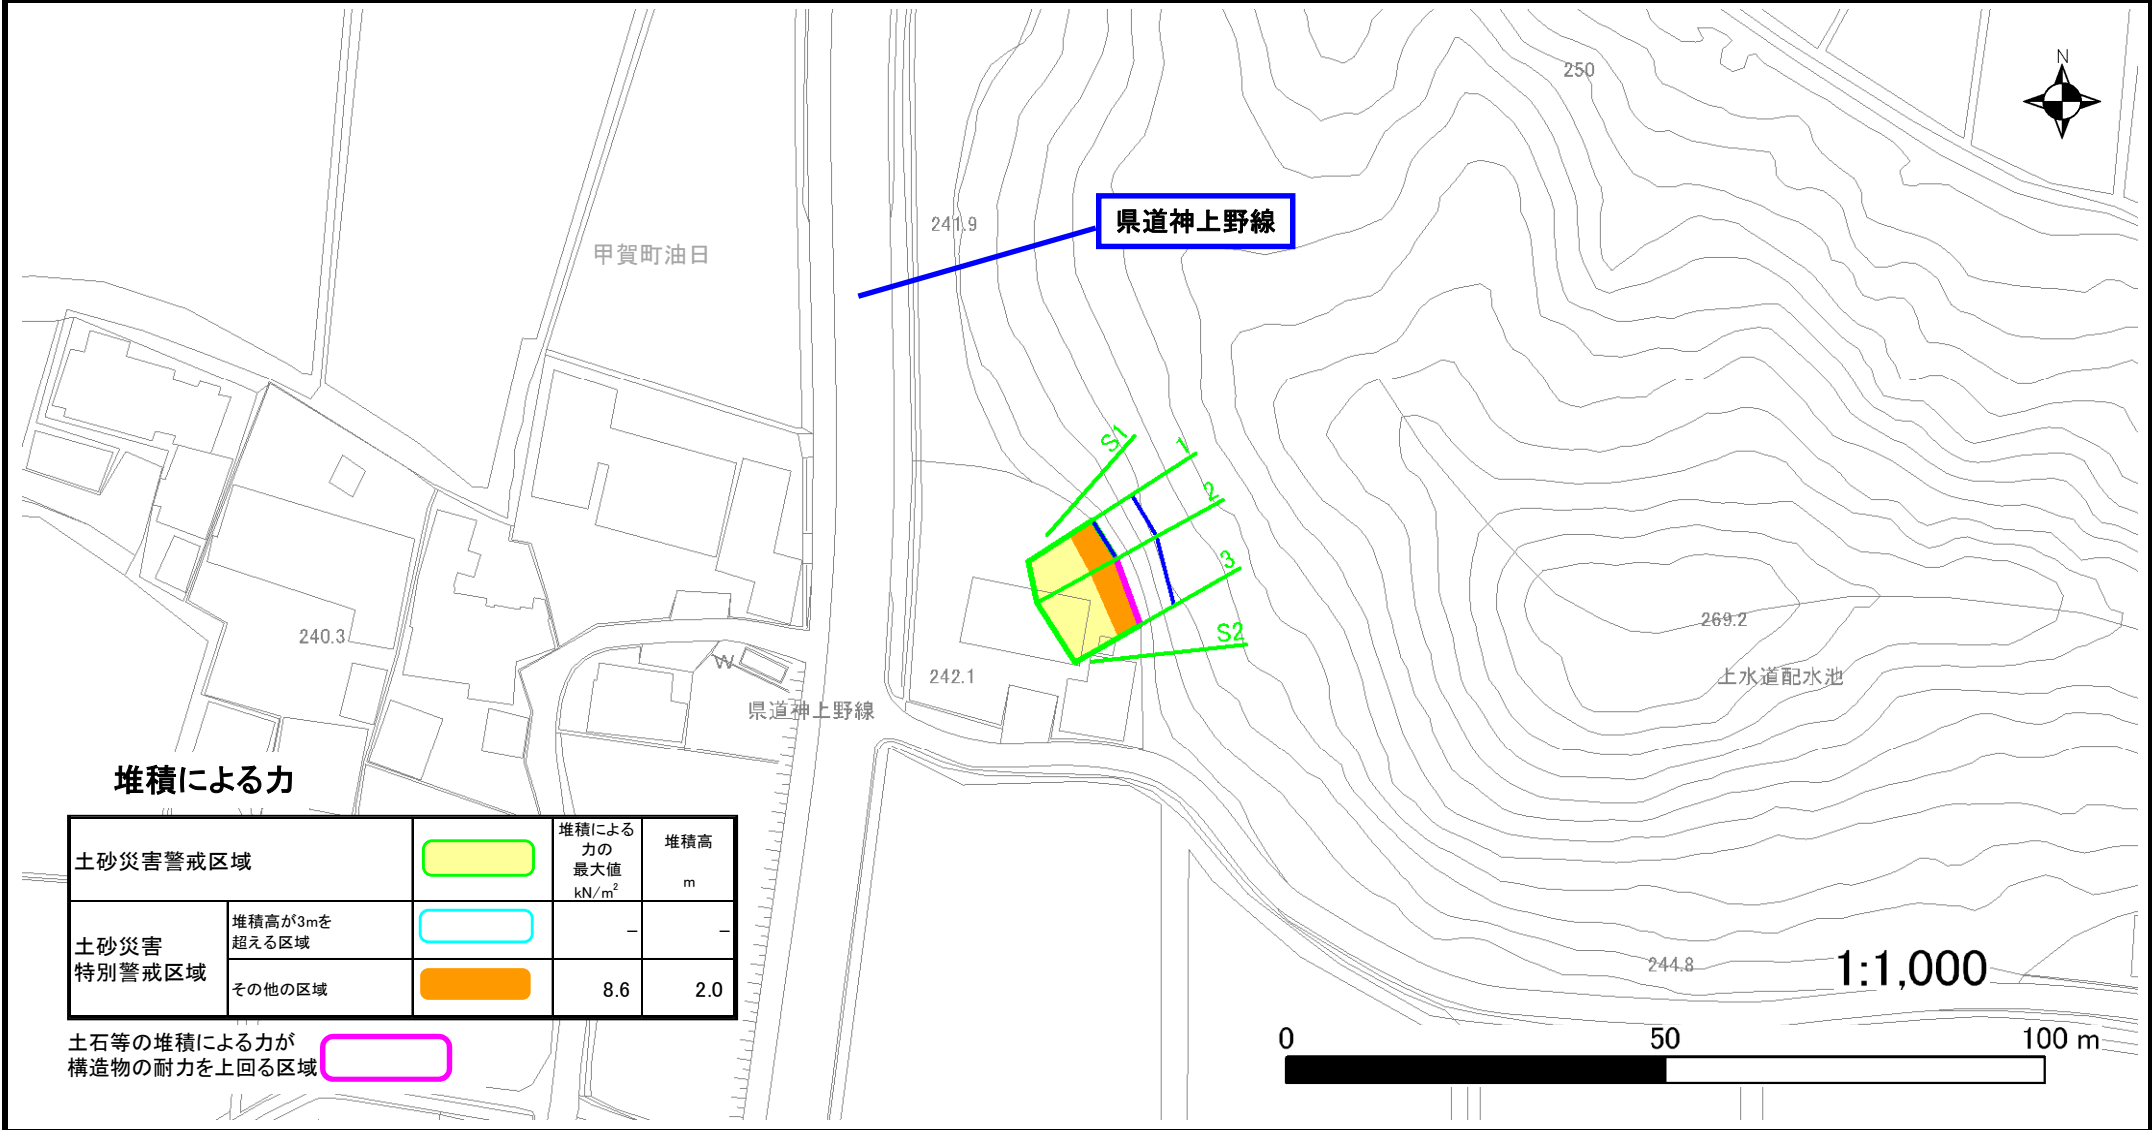 N
250
241.9
県道神上野線
甲賀町油日
S1
1
2
3
S2
240.3
242.1
W
県道神上野線
269.2
上水道配水池
244.8
堆積による力
土砂災害警戒区域
堆積による
力の
最大値
kN/m²
堆積高
m
土砂災害
特別警戒区域
堆積高が3mを
超える区域
－
－
その他の区域
8.6
2.0
土石等の堆積による力が
構造物の耐力を上回る区域
1:1,000
0
50
100 m